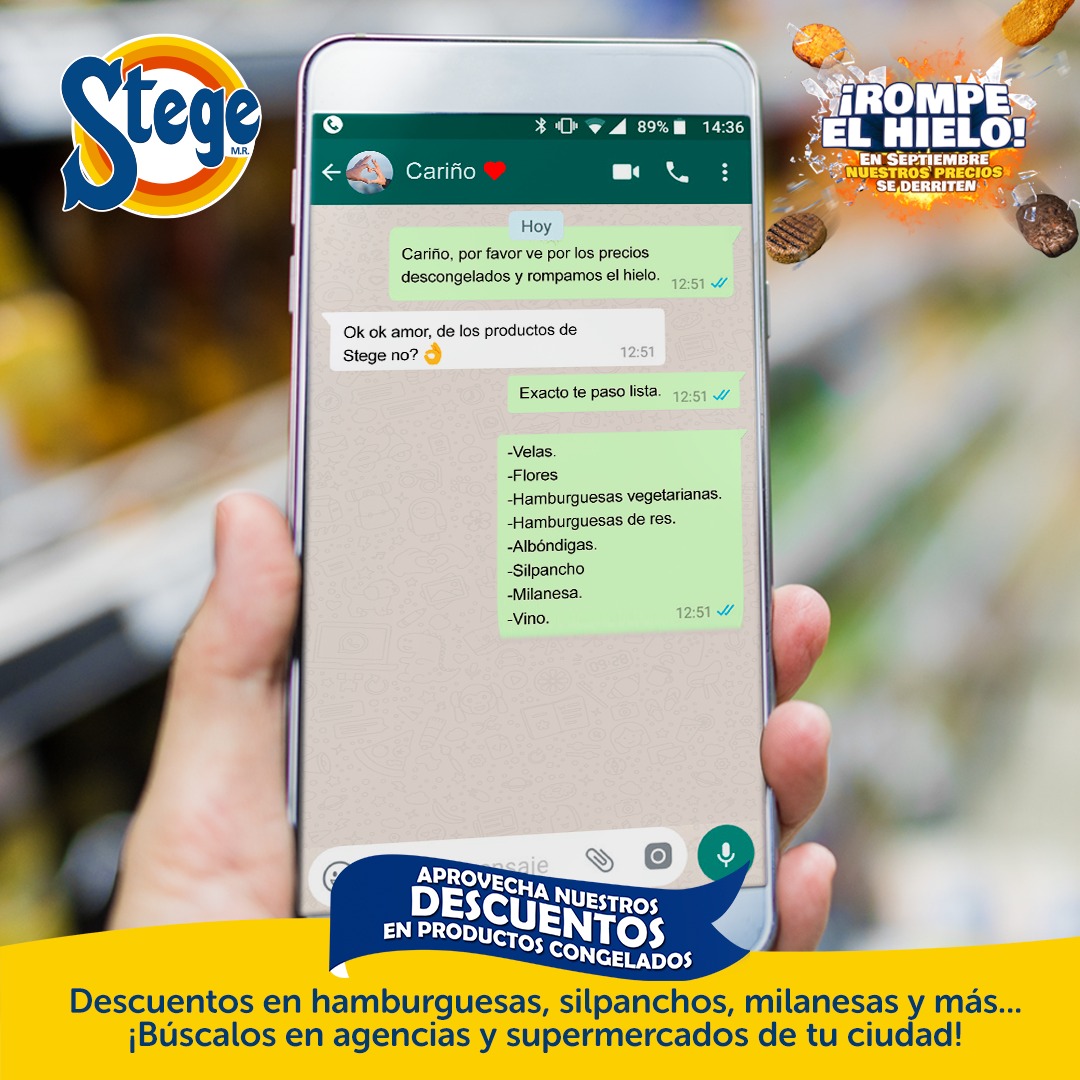 Stege
M.R.
¡ROMPE
EL HIELO!
EN SEPTIEMBRE
NUESTROS PRECIOS
SE DERRITEN
89% 14:36
Cariño
Hoy
Cariño, por favor ve por los precios
descongelados y rompamos el hielo. 12:51
Ok ok amor, de los productos de
Stege no? 12:51
Exacto te paso lista. 12:51
-Velas.
-Flores
-Hamburguesas vegetarianas.
-Hamburguesas de res.
-Albóndigas.
-Silpancho
-Milanesa.
-Vino. 12:51
APROVECHA NUESTROS
DESCUENTOS
EN PRODUCTOS CONGELADOS
Descuentos en hamburguesas, silpanchos, milanesas y más...
¡Búscalos en agencias y supermercados de tu ciudad!